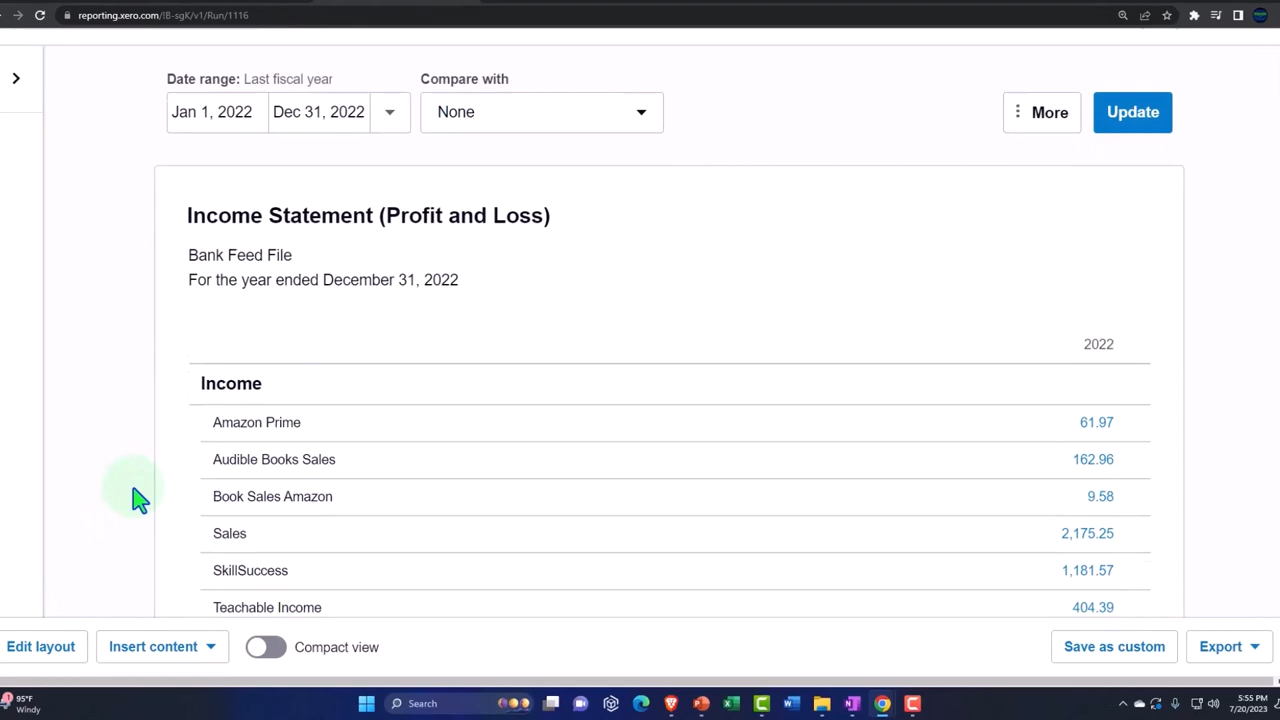 reporting.xero.com/!B-sgK/v1/Run/1116
Date range: Last fiscal year
Compare with
Jan 1, 2022 Dec 31, 2022
None
More
Update
Income Statement (Profit and Loss)
Bank Feed File
For the year ended December 31, 2022
2022
Income
Amazon Prime 61.97
Audible Books Sales 162.96
Book Sales Amazon 9.58
Sales 2,175.25
SkillSuccess 1,181.57
Teachable Income 404.39
Edit layout
Insert content
Compact view
Save as custom
Export
1
95°F
Windy
Search
5:55 PM
7/20/2023